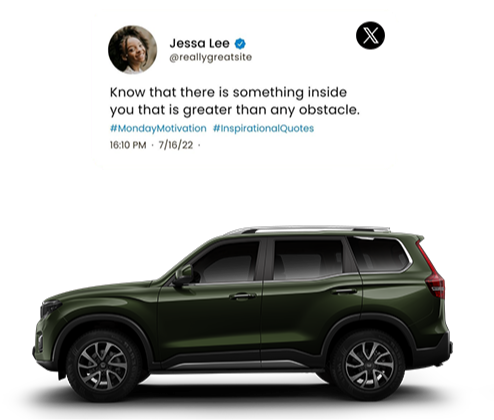 Jessa Lee
@reallygreatsite
Know that there is something inside
you that is greater than any obstacle.
#MondayMotivation #InspirationalQuotes
16:10 PM · 7/16/22 ·